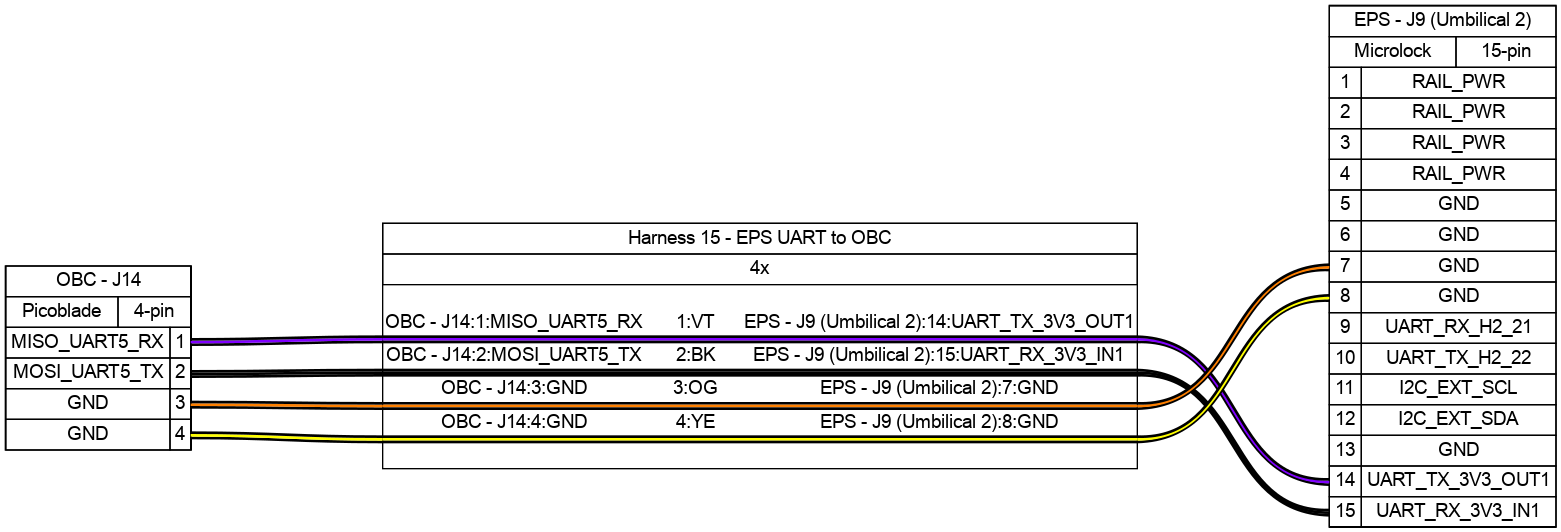 EPS - J9 (Umbilical 2)
Microlock 15-pin
1 RAIL_PWR
2 RAIL_PWR
3 RAIL_PWR
4 RAIL_PWR
5 GND
6 GND
7 GND
8 GND
9 UART_RX_H2_21
10 UART_TX_H2_22
11 I2C_EXT_SCL
12 I2C_EXT_SDA
13 GND
14 UART_TX_3V3_OUT1
15 UART_RX_3V3_IN1
Harness 15 - EPS UART to OBC
4x
OBC - J14:1:MISO_UART5_RX 1:VT EPS - J9 (Umbilical 2):14:UART_TX_3V3_OUT1
OBC - J14:2:MOSI_UART5_TX 2:BK EPS - J9 (Umbilical 2):15:UART_RX_3V3_IN1
OBC - J14:3:GND 3:OG EPS - J9 (Umbilical 2):7:GND
OBC - J14:4:GND 4:YE EPS - J9 (Umbilical 2):8:GND
OBC - J14
Picoblade 4-pin
MISO_UART5_RX 1
MOSI_UART5_TX 2
GND 3
GND 4